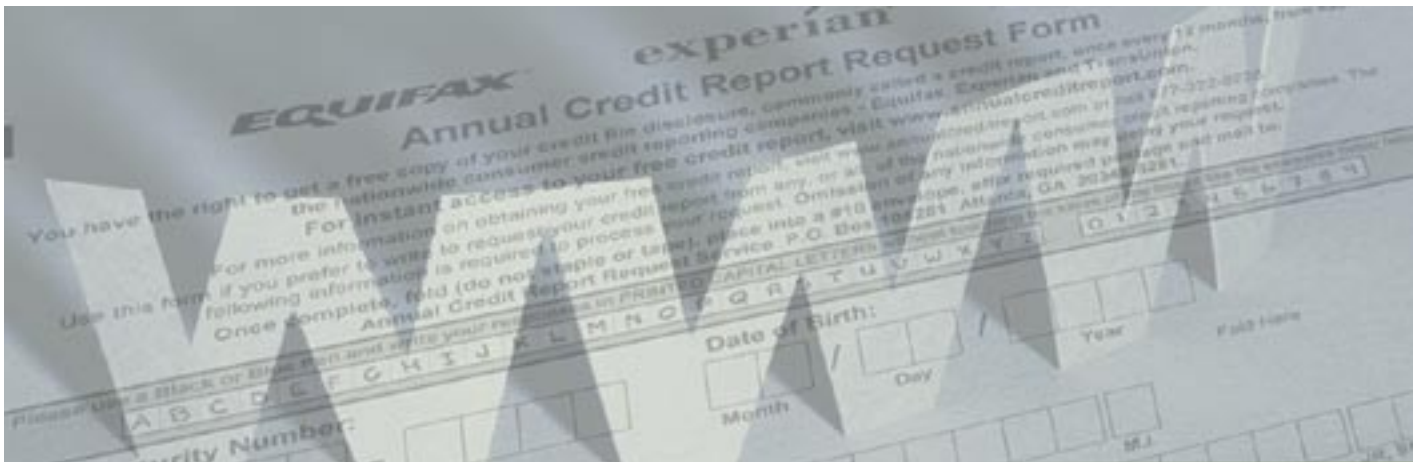 experian
EQUIFAX
Annual Credit Report Request Form
You have the right to get a free copy of your credit file disclosure, commonly called a credit report, once every 12 months, from
the nationwide consumer credit reporting companies - Equifax, Experian and TransUnion.
For instant access to your free credit report, visit www.annualcreditreport.com.
For more information on obtaining your free credit report, visit www.annualcreditreport.com or call 877-322-8228.
Use this form if you prefer to write to request your credit report from any, or all, of the nationwide consumer credit reporting companies. The
following information is required to process your request. Omission of any information may delay your request.
Once complete, fold (do not staple or tape), place into a #10 envelope, affix required postage and mail to:
Annual Credit Report Request Service P.O. Box 105281 Atlanta, GA 30348-5281.
Please use a Black or Blue Pen and write your responses in PRINTED CAPITAL LETTERS
A B C D E F G H I J K L M N O P Q R S T U V W X Y Z 0 1 2 3 4 5 6 7 8 9
Number:
Date of Birth:
/ /
Month Day Year
Fold Here
M.I.
WWW